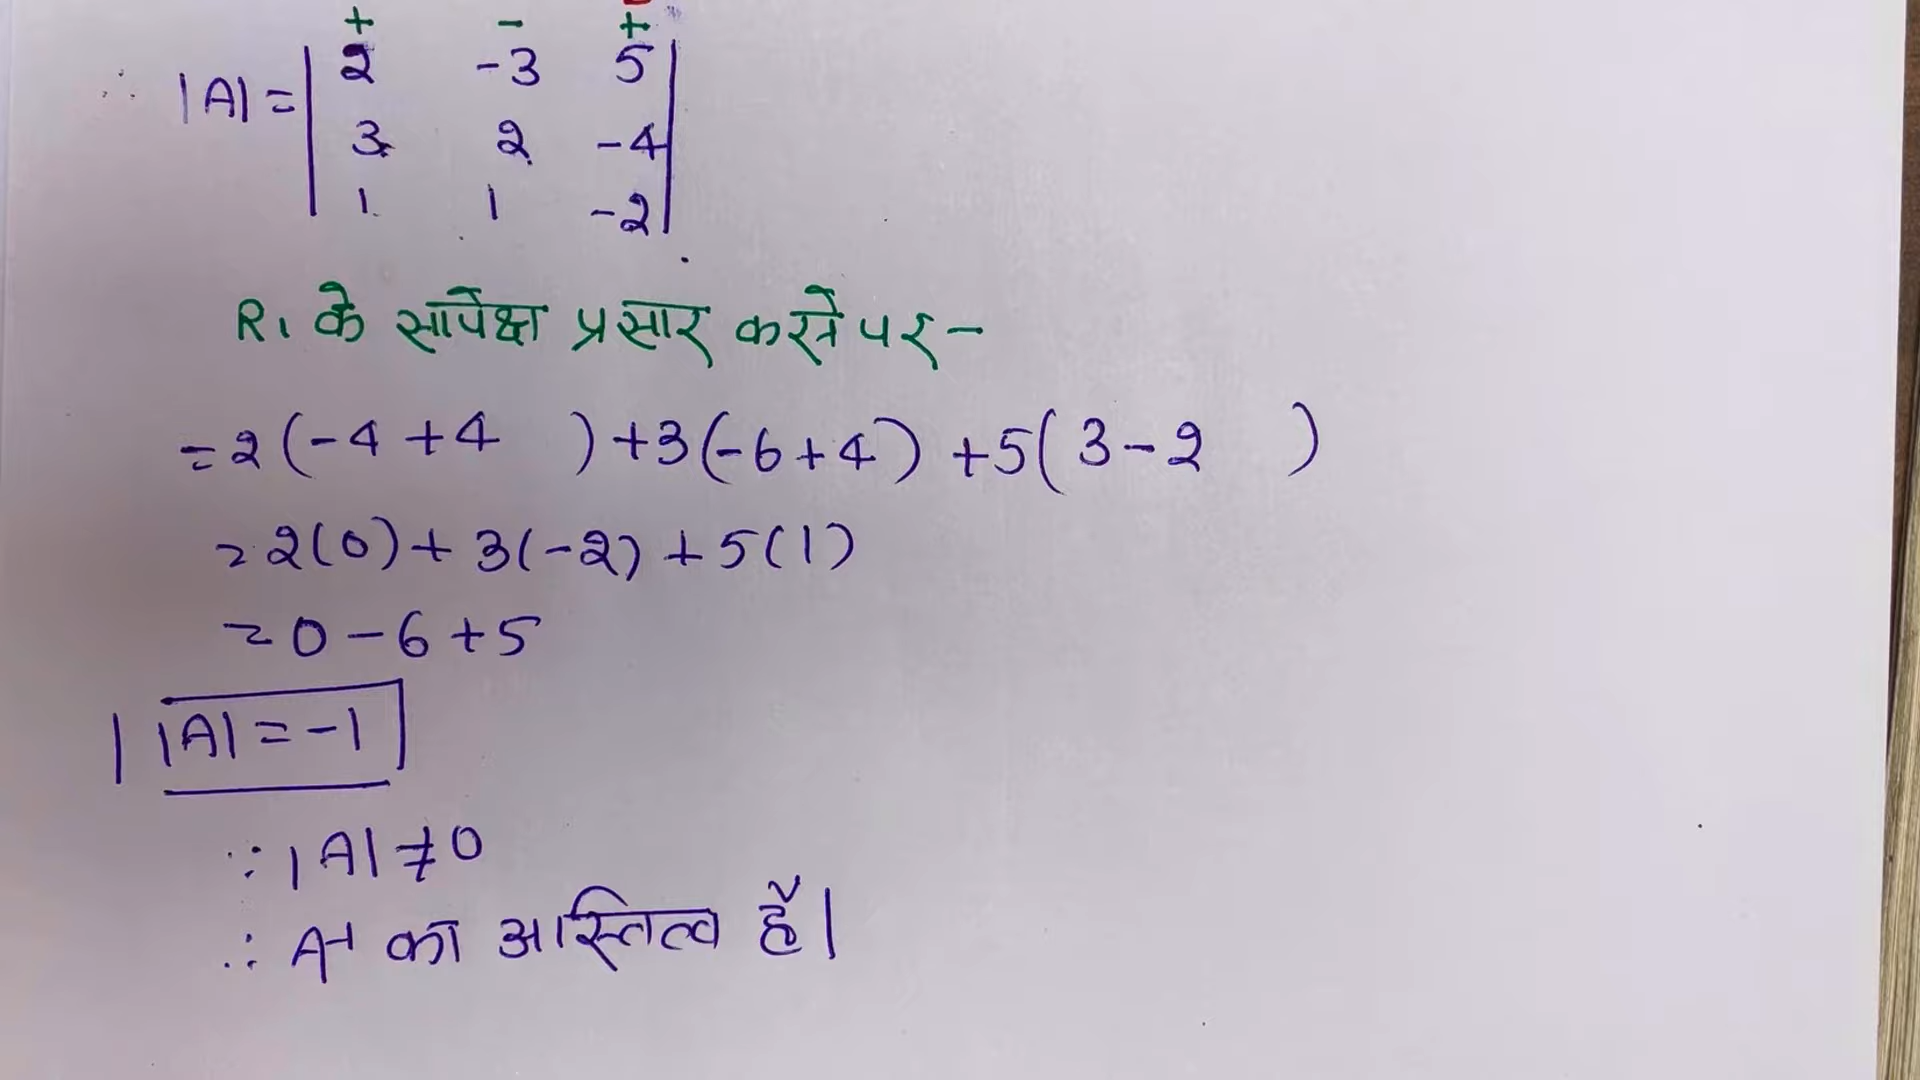 + - +
2 -3 5
∴ |A| =
3 2 -4
1 1 -2
R1 के सापेक्ष प्रसार करने पर -
= 2(-4+4 ) +3(-6+4) +5(3-2 )
= 2(0) + 3(-2) + 5(1)
= 0 - 6 + 5
|A| = -1
∵ |A| ≠ 0
∴ A-1 का अस्तित्व है।